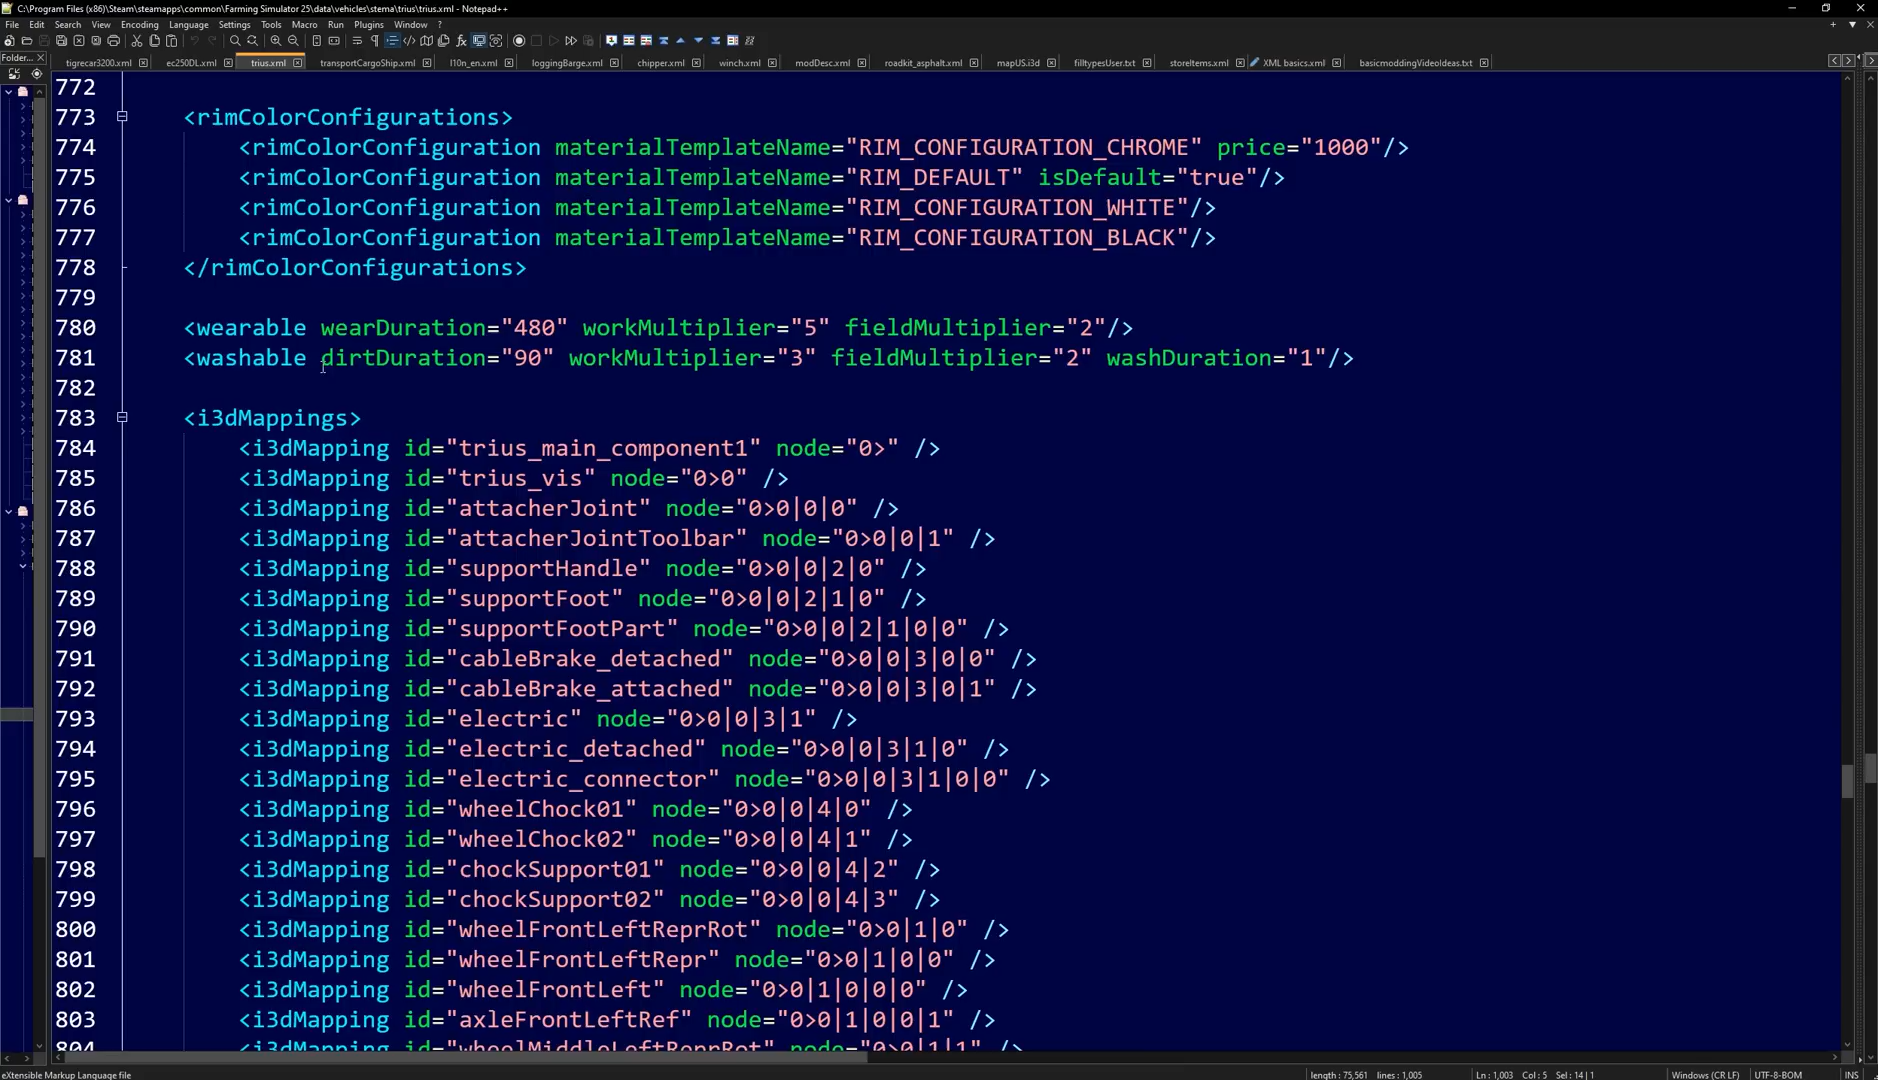 C:\Program Files (x86)\Steam\steamapps\common\Farming Simulator 25\data\vehicles\stema\trius\trius.xml - Notepad++
File Edit Search View Encoding Language Settings Tools Macro Run Plugins Window ?
Folder...
tigrecar3200.xml ec250DL.xml trius.xml transportCargoShip.xml l10n_en.xml loggingBarge.xml chipper.xml winch.xml modDesc.xml roadkit_asphalt.xml mapUS.i3d filltypesUser.txt storeItems.xml XML basics.xml basicmoddingVideoIdeas.txt
772
773 <rimColorConfigurations>
774 <rimColorConfiguration materialTemplateName="RIM_CONFIGURATION_CHROME" price="1000"/>
775 <rimColorConfiguration materialTemplateName="RIM_DEFAULT" isDefault="true"/>
776 <rimColorConfiguration materialTemplateName="RIM_CONFIGURATION_WHITE"/>
777 <rimColorConfiguration materialTemplateName="RIM_CONFIGURATION_BLACK"/>
778 </rimColorConfigurations>
779
780 <wearable wearDuration="480" workMultiplier="5" fieldMultiplier="2"/>
781 <washable dirtDuration="90" workMultiplier="3" fieldMultiplier="2" washDuration="1"/>
782
783 <i3dMappings>
784 <i3dMapping id="trius_main_component1" node="0>" />
785 <i3dMapping id="trius_vis" node="0>0" />
786 <i3dMapping id="attacherJoint" node="0>0|0|0" />
787 <i3dMapping id="attacherJointToolbar" node="0>0|0|1" />
788 <i3dMapping id="supportHandle" node="0>0|0|2|0" />
789 <i3dMapping id="supportFoot" node="0>0|0|2|1|0" />
790 <i3dMapping id="supportFootPart" node="0>0|0|2|1|0|0" />
791 <i3dMapping id="cableBrake_detached" node="0>0|0|3|0|0" />
792 <i3dMapping id="cableBrake_attached" node="0>0|0|3|0|1" />
793 <i3dMapping id="electric" node="0>0|0|3|1" />
794 <i3dMapping id="electric_detached" node="0>0|0|3|1|0" />
795 <i3dMapping id="electric_connector" node="0>0|0|3|1|0|0" />
796 <i3dMapping id="wheelChock01" node="0>0|0|4|0" />
797 <i3dMapping id="wheelChock02" node="0>0|0|4|1" />
798 <i3dMapping id="chockSupport01" node="0>0|0|4|2" />
799 <i3dMapping id="chockSupport02" node="0>0|0|4|3" />
800 <i3dMapping id="wheelFrontLeftReprRot" node="0>0|1|0" />
801 <i3dMapping id="wheelFrontLeftRepr" node="0>0|1|0|0" />
802 <i3dMapping id="wheelFrontLeft" node="0>0|1|0|0|0" />
803 <i3dMapping id="axleFrontLeftRef" node="0>0|1|0|0|1" />
804 <i3dMapping id="wheelMiddleLeftReprRot" node="0>0|1|1" />
eXtensible Markup Language file length : 75,561 lines : 1,005 Ln : 1,003 Col : 5 Sel : 14 | 1 Windows (CR LF) UTF-8-BOM INS